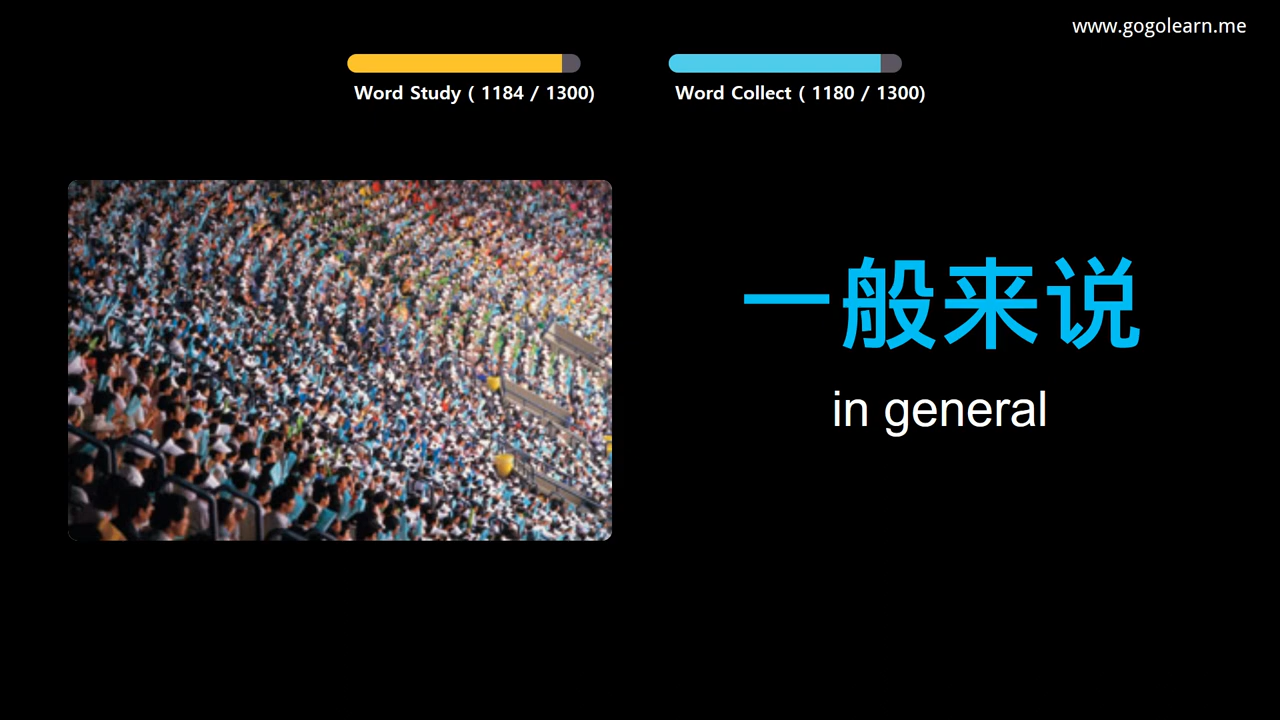 www.gogolearn.me
Word Study ( 1184 / 1300)
Word Collect ( 1180 / 1300)
一般来说
in general